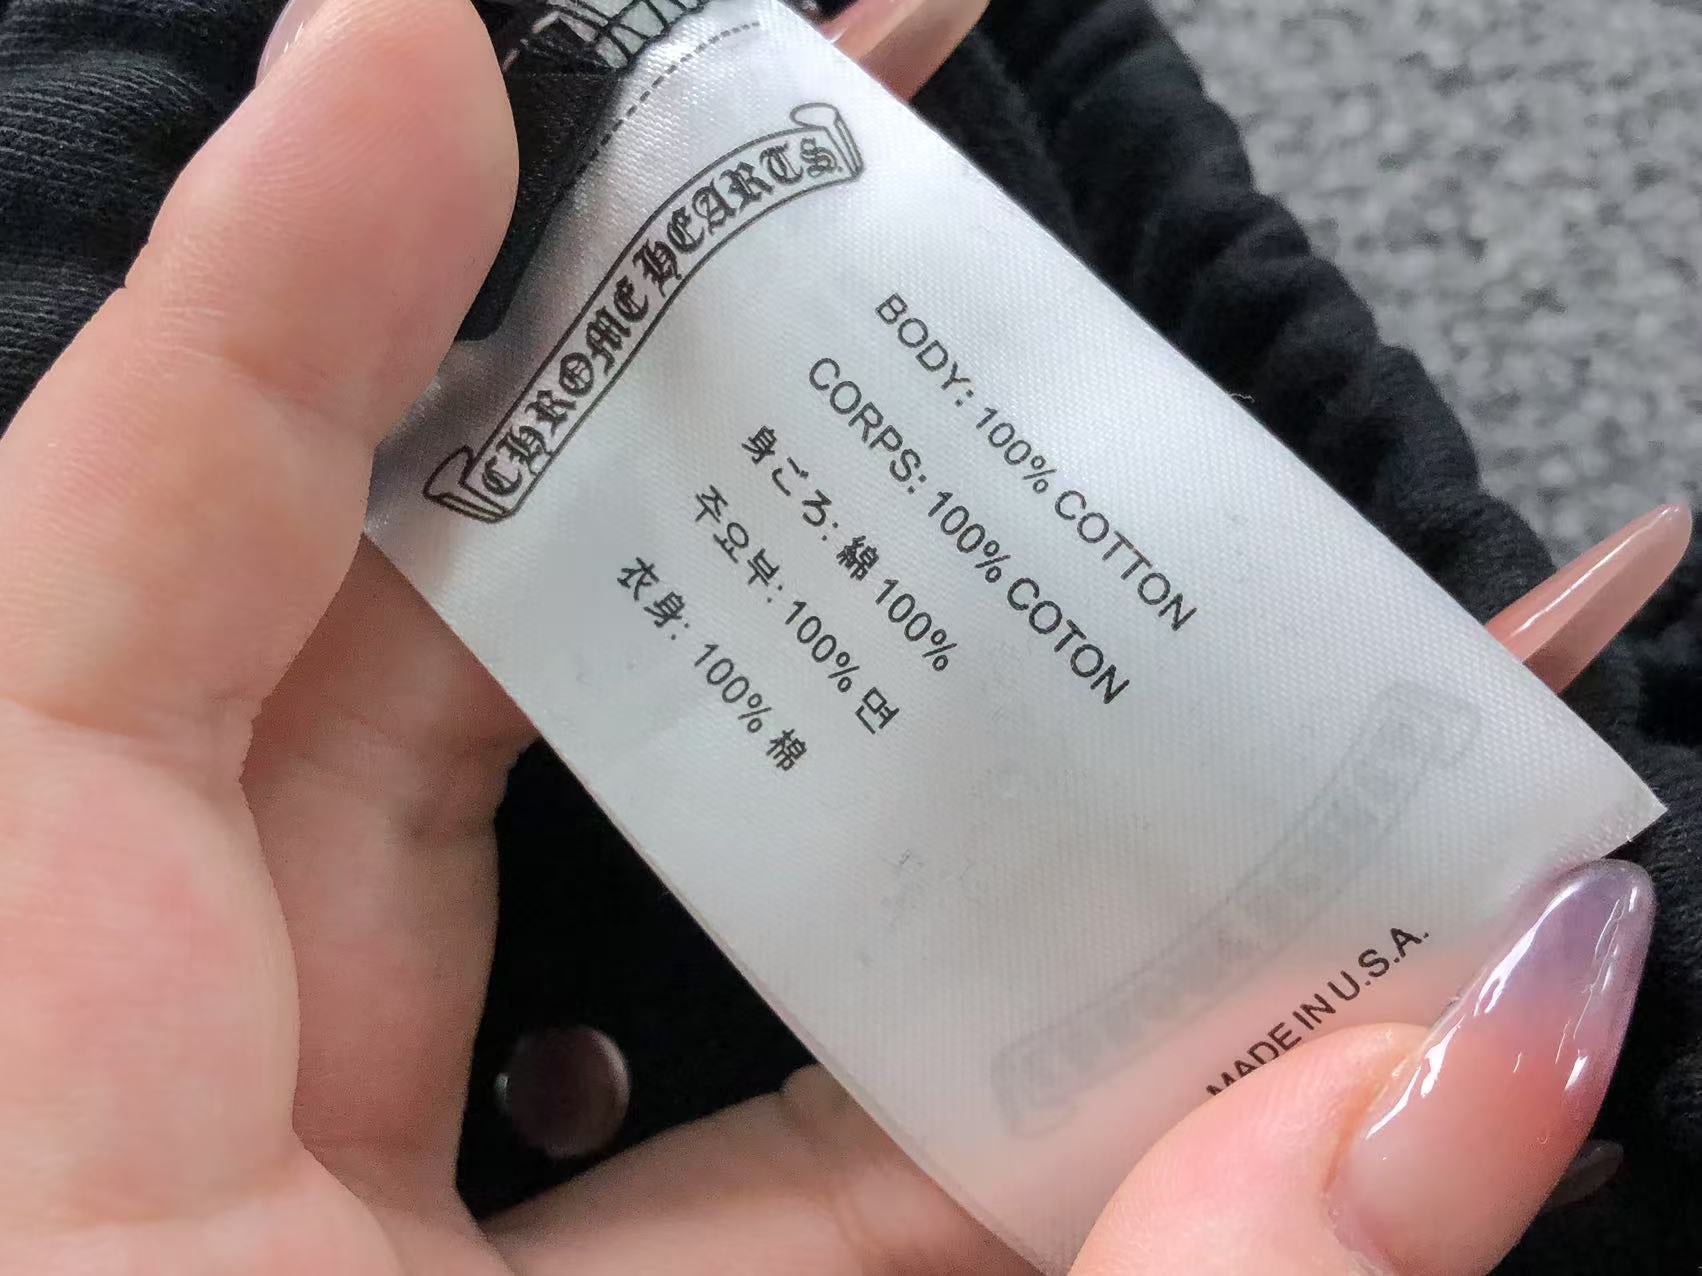 CHROME HEARTS
BODY: 100% COTTON
CORPS: 100% COTON
身ごろ: 綿 100%
주요부: 100% 면
衣身: 100% 棉
MADE IN U.S.A.